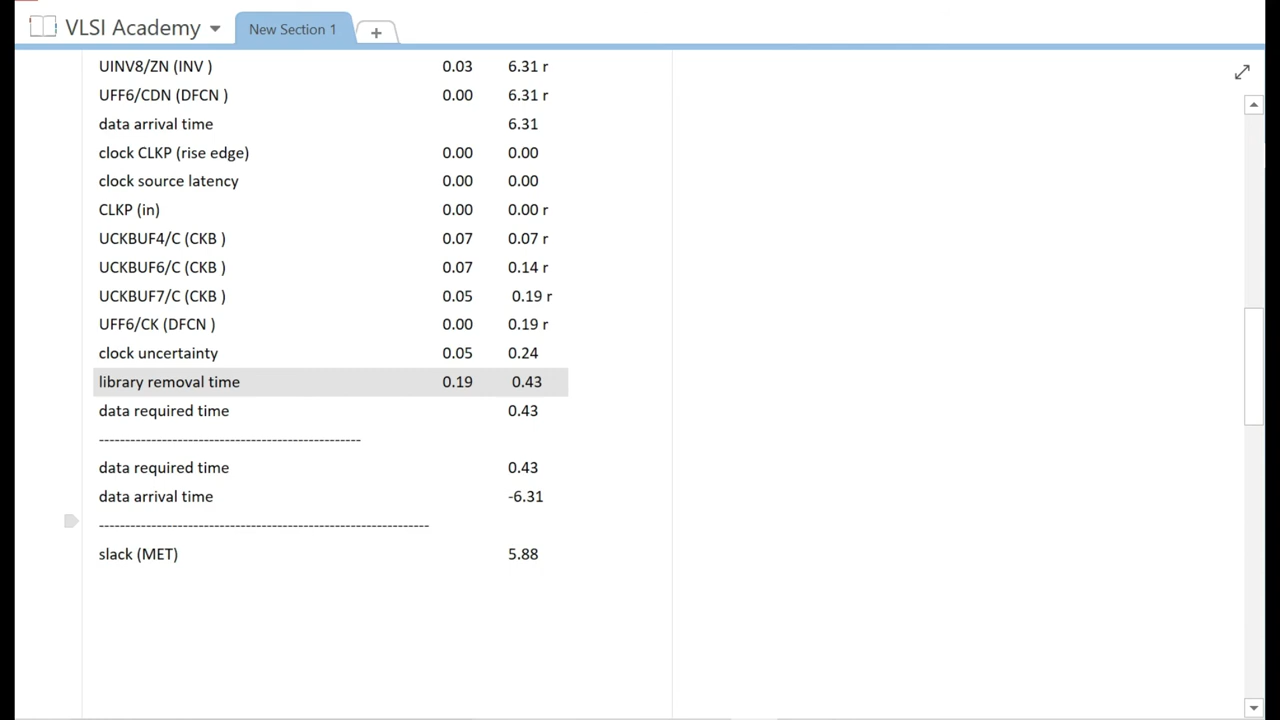 VLSI Academy
New Section 1
+
UINV8/ZN (INV ) 0.03 6.31 r
UFF6/CDN (DFCN ) 0.00 6.31 r
data arrival time 6.31
clock CLKP (rise edge) 0.00 0.00
clock source latency 0.00 0.00
CLKP (in) 0.00 0.00 r
UCKBUF4/C (CKB ) 0.07 0.07 r
UCKBUF6/C (CKB ) 0.07 0.14 r
UCKBUF7/C (CKB ) 0.05 0.19 r
UFF6/CK (DFCN ) 0.00 0.19 r
clock uncertainty 0.05 0.24
library removal time 0.19 0.43
data required time 0.43
--------------------------------------------------
data required time 0.43
data arrival time -6.31
---------------------------------------------------------------
slack (MET) 5.88